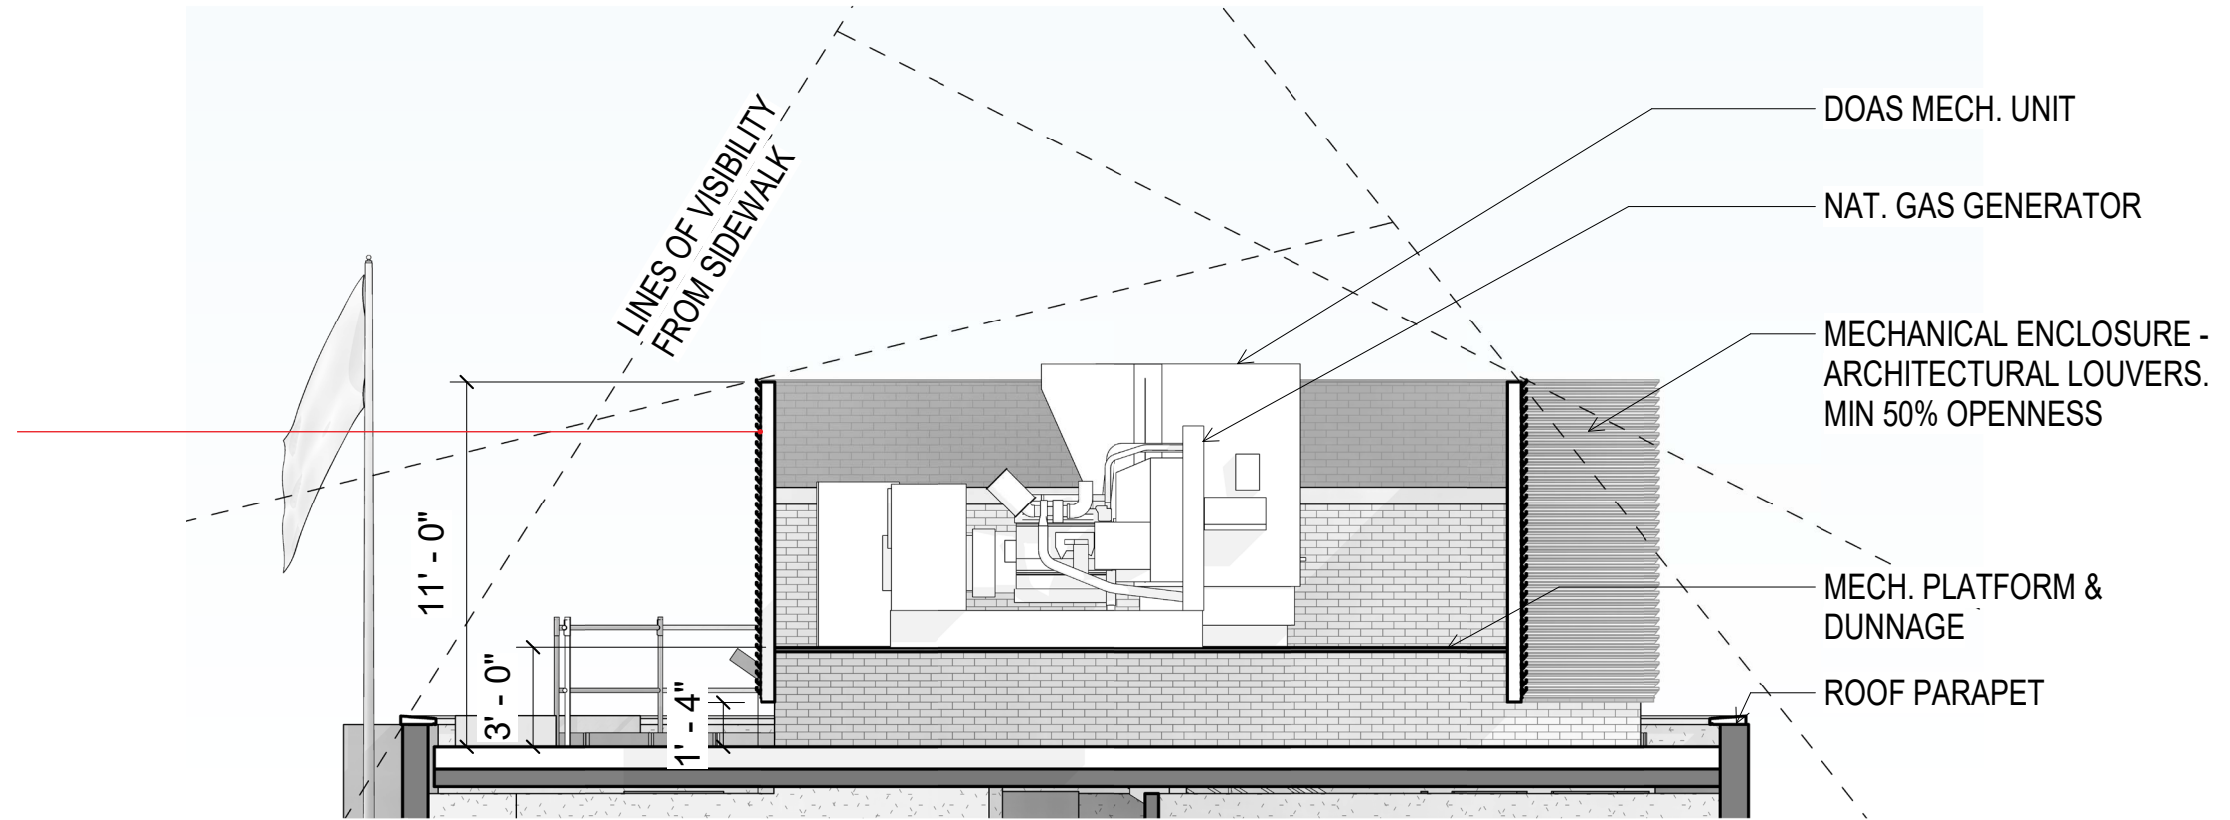 DOAS MECH. UNIT
LINES OF VISIBILITY
FROM SIDEWALK
NAT. GAS GENERATOR
MECHANICAL ENCLOSURE -
ARCHITECTURAL LOUVERS.
MIN 50% OPENNESS
11' - 0"
3' - 0"
1' - 4"
MECH. PLATFORM &
DUNNAGE
ROOF PARAPET